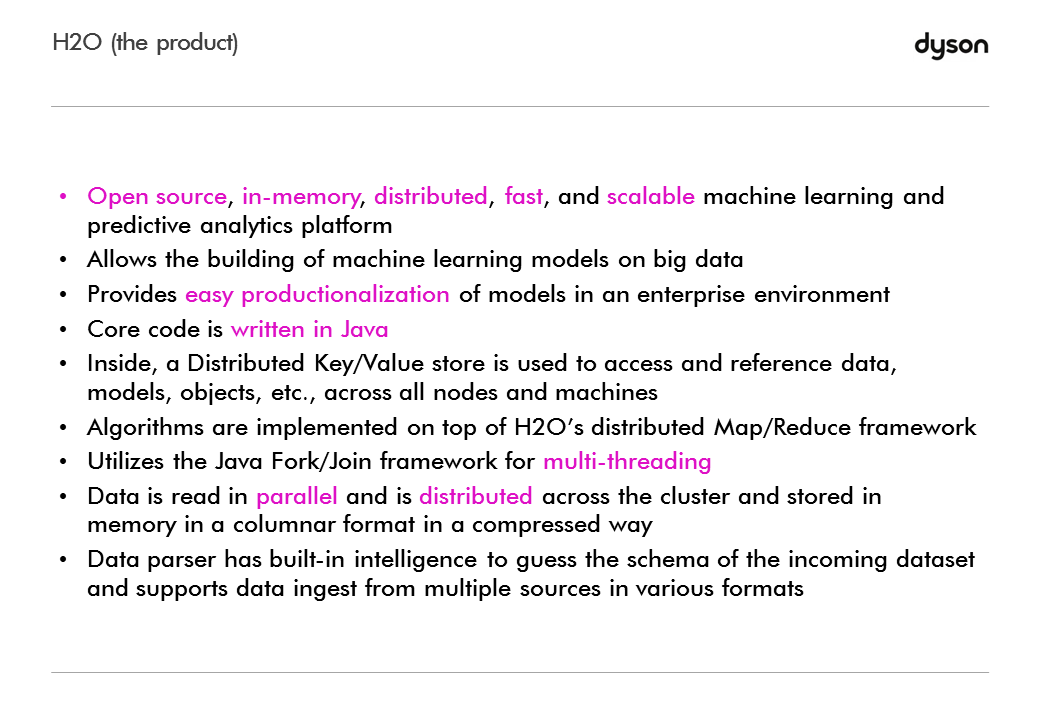 H2O (the product)
dyson
• Open source, in-memory, distributed, fast, and scalable machine learning and
predictive analytics platform
• Allows the building of machine learning models on big data
• Provides easy productionalization of models in an enterprise environment
• Core code is written in Java
• Inside, a Distributed Key/Value store is used to access and reference data,
models, objects, etc., across all nodes and machines
• Algorithms are implemented on top of H2O’s distributed Map/Reduce framework
• Utilizes the Java Fork/Join framework for multi-threading
• Data is read in parallel and is distributed across the cluster and stored in
memory in a columnar format in a compressed way
• Data parser has built-in intelligence to guess the schema of the incoming dataset
and supports data ingest from multiple sources in various formats